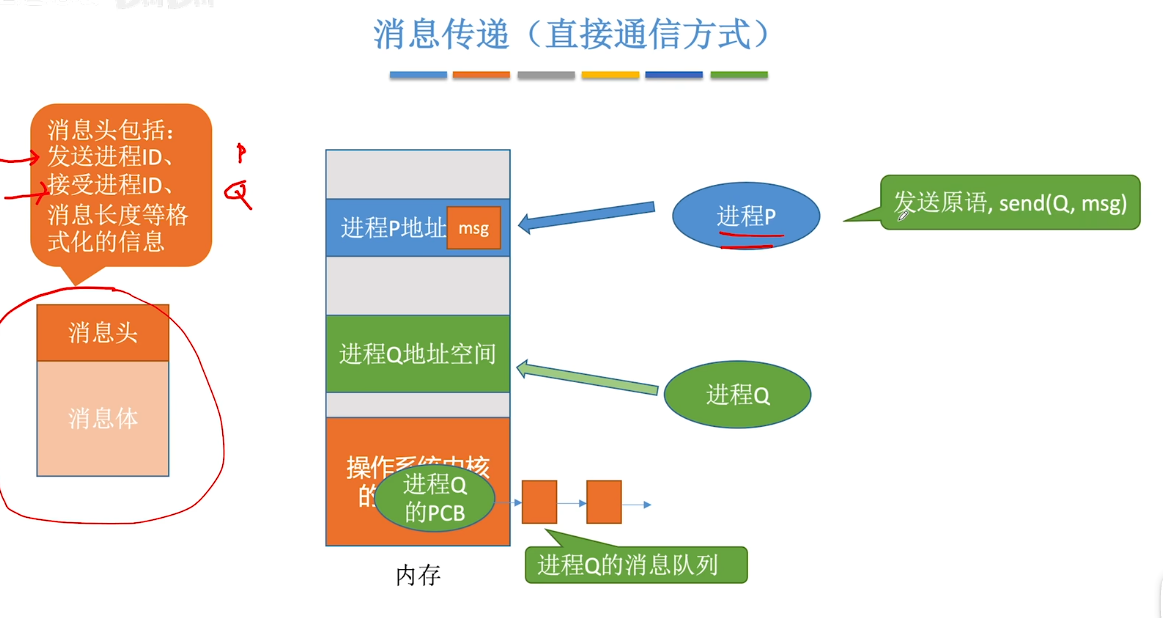 消息传递（直接通信方式）
消息头包括：
发送进程ID、
接受进程ID、
消息长度等格
式化的信息
P
Q
消息头
消息体
进程P地址
msg
进程Q地址空间
操作系统内核
的
进程Q
的PCB
内存
进程P
发送原语, send(Q, msg)
进程Q
进程Q的消息队列